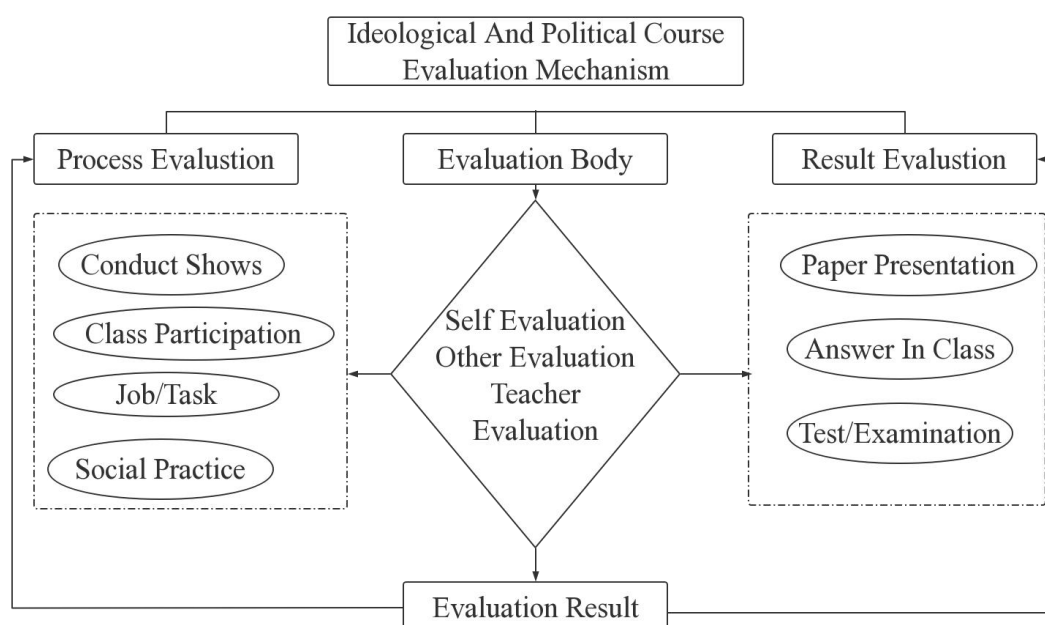 Ideological And Political Course
Evaluation Mechanism
Process Evalustion
Evaluation Body
Result Evalustion
Conduct Shows
Class Participation
Job/Task
Social Practice
Self Evaluation
Other Evaluation
Teacher
Evaluation
Paper Presentation
Answer In Class
Test/Examination
Evaluation Result